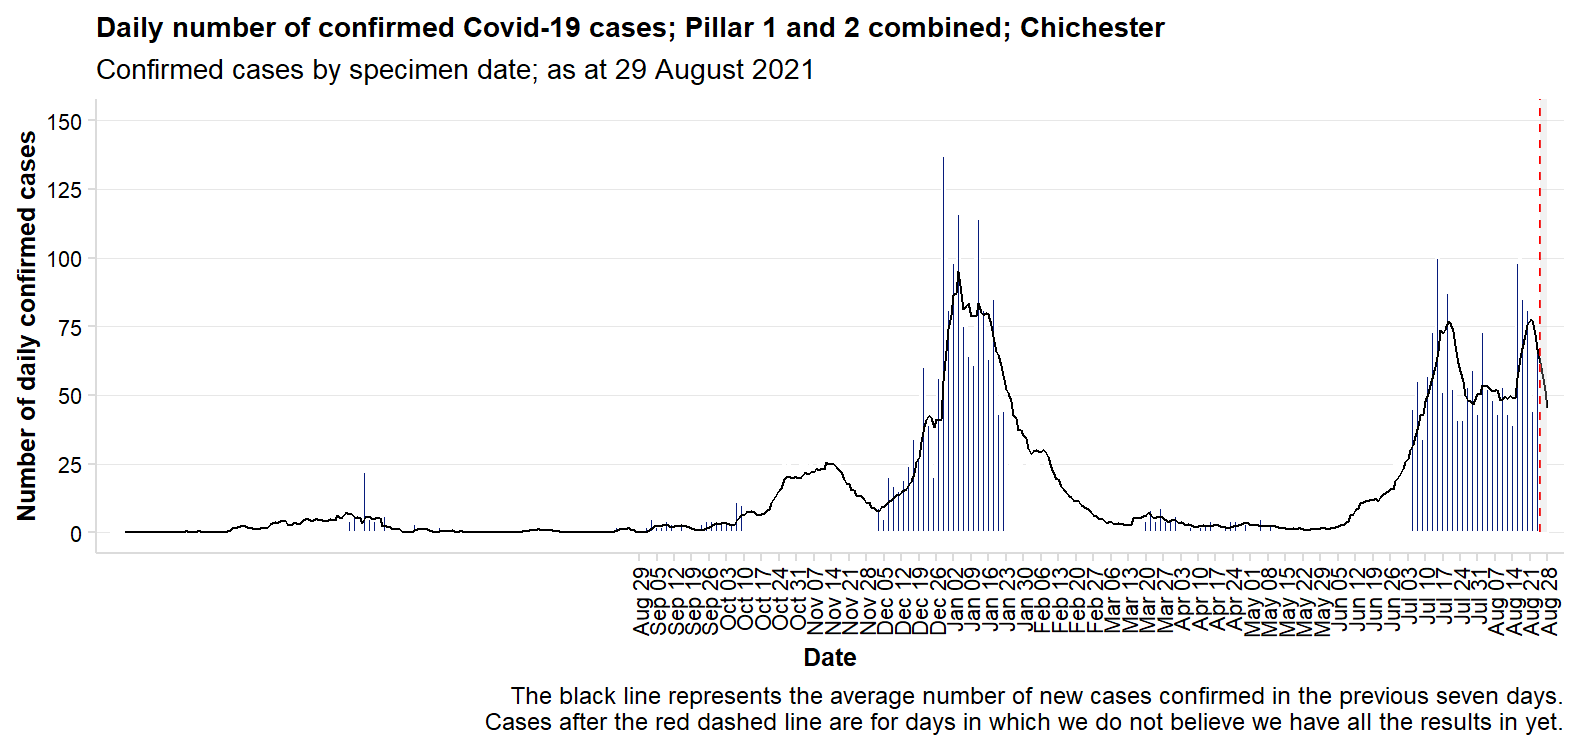 Daily number of confirmed Covid-19 cases; Pillar 1 and 2 combined; Chichester
Confirmed cases by specimen date; as at 29 August 2021
Number of daily confirmed cases
150
125
100
75
50
25
0
Aug 29
Sep 05
Sep 12
Sep 19
Sep 26
Oct 03
Oct 10
Oct 17
Oct 24
Oct 31
Nov 07
Nov 14
Nov 21
Nov 28
Dec 05
Dec 12
Dec 19
Dec 26
Jan 02
Jan 09
Jan 16
Jan 23
Jan 30
Feb 06
Feb 13
Feb 20
Feb 27
Mar 06
Mar 13
Mar 20
Mar 27
Apr 03
Apr 10
Apr 17
Apr 24
May 01
May 08
May 15
May 22
May 29
Jun 05
Jun 12
Jun 19
Jun 26
Jul 03
Jul 10
Jul 17
Jul 24
Jul 31
Aug 07
Aug 14
Aug 21
Aug 28
Date
The black line represents the average number of new cases confirmed in the previous seven days.
Cases after the red dashed line are for days in which we do not believe we have all the results in yet.